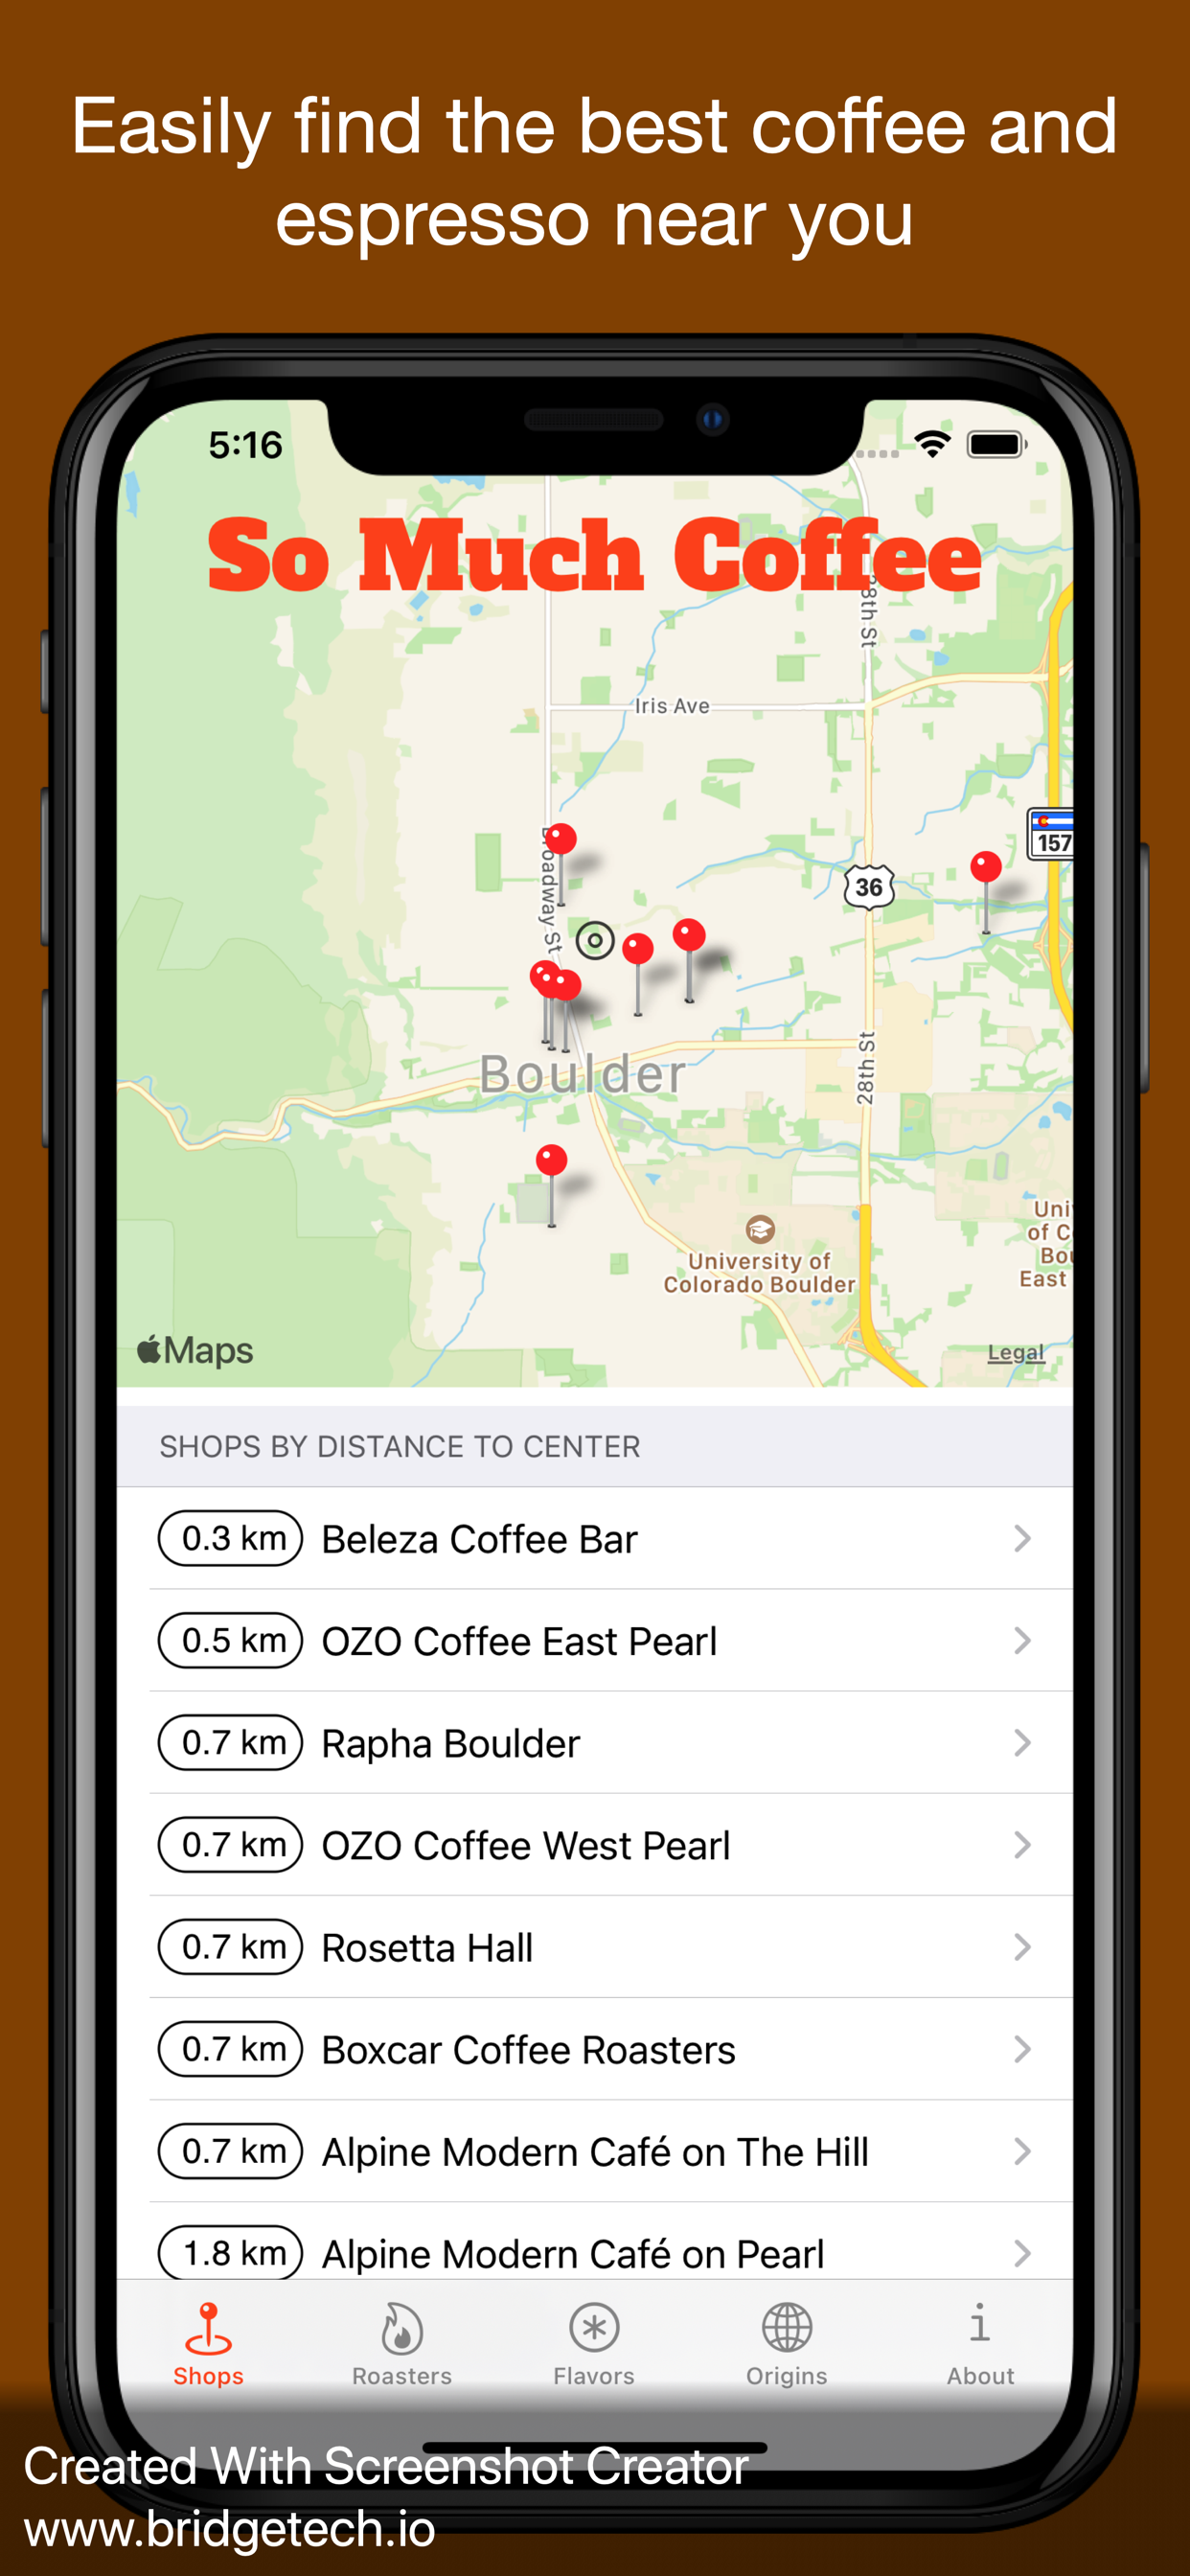 Easily find the best coffee and
espresso near you
5:16
So Much Coffee
28th St
Iris Ave
Broadway St
157
36
28th St
Boulder
University of
Colorado Boulder
Uni
of C
Bou
East
Maps
Legal
SHOPS BY DISTANCE TO CENTER
0.3 km Beleza Coffee Bar
0.5 km OZO Coffee East Pearl
0.7 km Rapha Boulder
0.7 km OZO Coffee West Pearl
0.7 km Rosetta Hall
0.7 km Boxcar Coffee Roasters
0.7 km Alpine Modern Café on The Hill
1.8 km Alpine Modern Café on Pearl
Shops Roasters Flavors Origins About
Created With Screenshot Creator
www.bridgetech.io